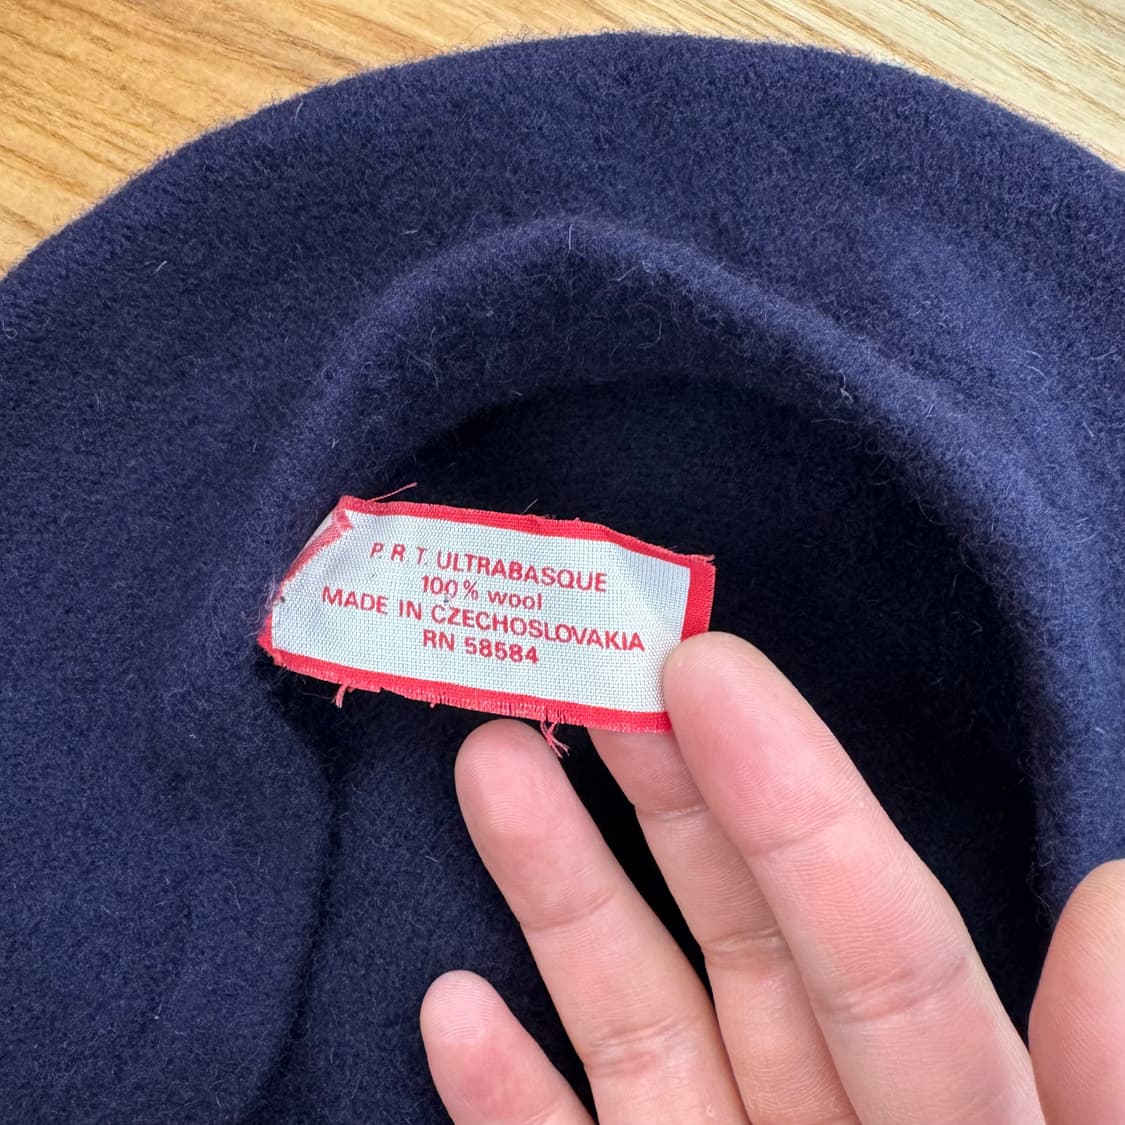 P. R T. ULTRABASQUE
100% wool
MADE IN CZECHOSLOVAKIA
RN 58584